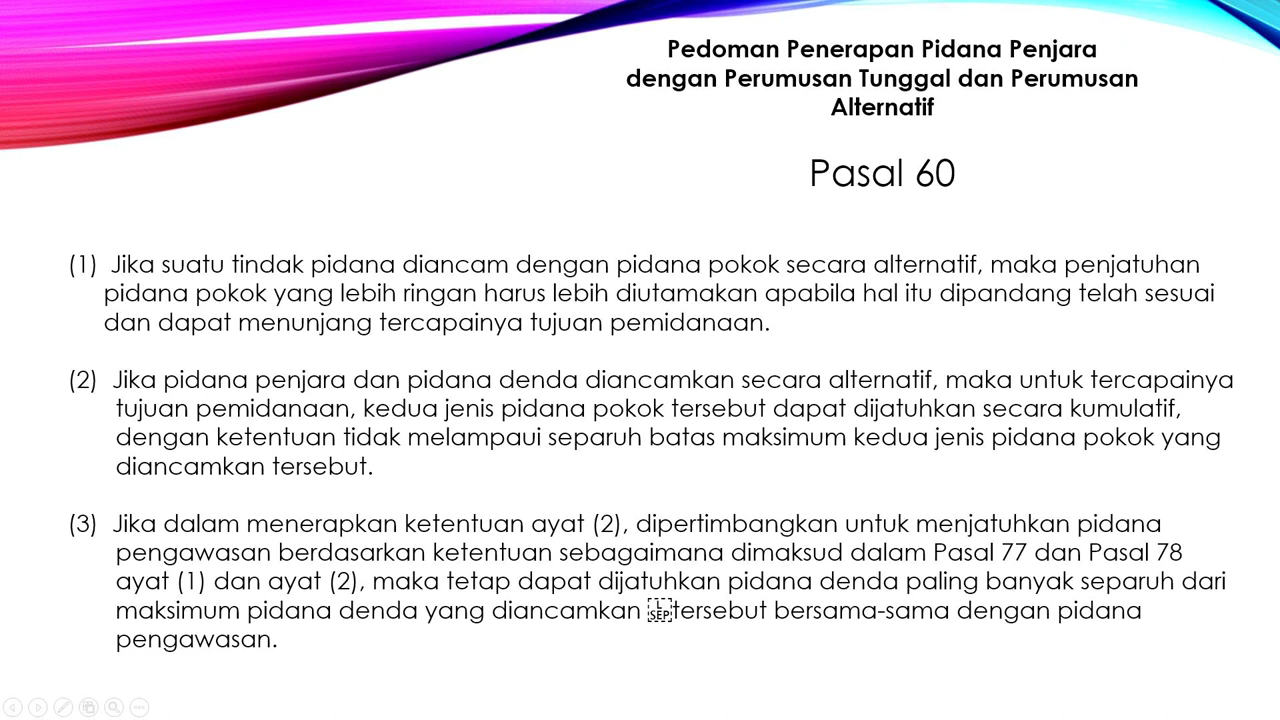 Pedoman Penerapan Pidana Penjara
dengan Perumusan Tunggal dan Perumusan
Alternatif
Pasal 60
(1) Jika suatu tindak pidana diancam dengan pidana pokok secara alternatif, maka penjatuhan
pidana pokok yang lebih ringan harus lebih diutamakan apabila hal itu dipandang telah sesuai
dan dapat menunjang tercapainya tujuan pemidanaan.
(2) Jika pidana penjara dan pidana denda diancamkan secara alternatif, maka untuk tercapainya
tujuan pemidanaan, kedua jenis pidana pokok tersebut dapat dijatuhkan secara kumulatif,
dengan ketentuan tidak melampaui separuh batas maksimum kedua jenis pidana pokok yang
diancamkan tersebut.
(3) Jika dalam menerapkan ketentuan ayat (2), dipertimbangkan untuk menjatuhkan pidana
pengawasan berdasarkan ketentuan sebagaimana dimaksud dalam Pasal 77 dan Pasal 78
ayat (1) dan ayat (2), maka tetap dapat dijatuhkan pidana denda paling banyak separuh dari
maksimum pidana denda yang diancamkan L SEP tersebut bersama-sama dengan pidana
pengawasan.